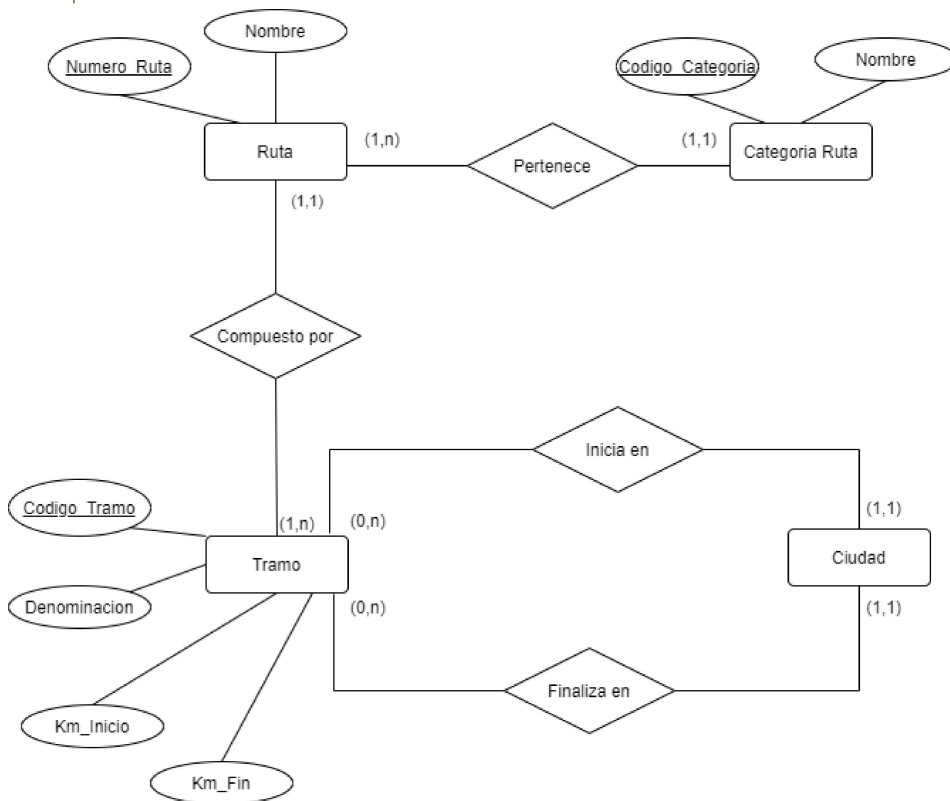 Nombre
Numero_Ruta
Codigo_Categoria
Nombre
Ruta
(1,n)
Pertenece
(1,1)
Categoria Ruta
(1,1)
Compuesto por
Inicia en
Codigo_Tramo
(1,n)
(0,n)
(1,1)
Tramo
Ciudad
Denominacion
(0,n)
(1,1)
Finaliza en
Km_Inicio
Km_Fin